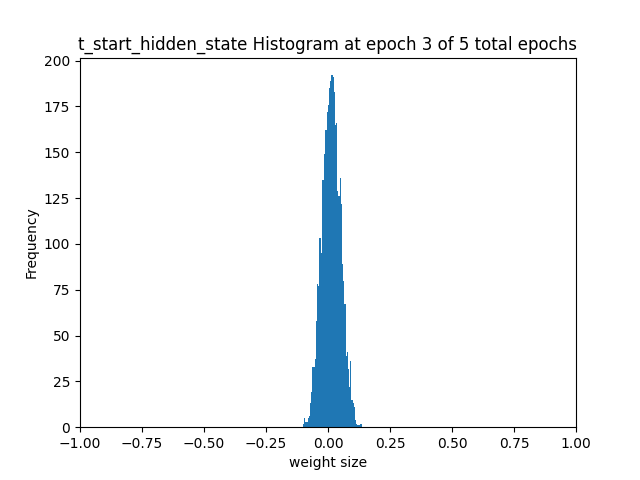 t_start_hidden_state Histogram at epoch 3 of 5 total epochs
200
175
150
125
100
75
50
25
0
Frequency
−1.00 −0.75 −0.50 −0.25 0.00 0.25 0.50 0.75 1.00
weight size